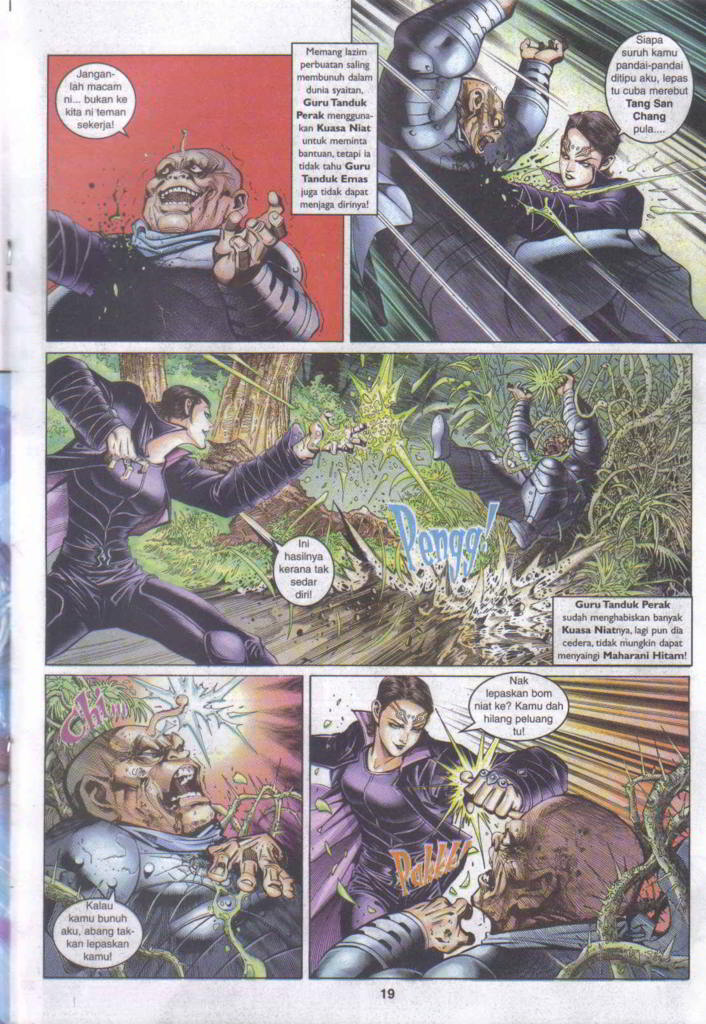 Jangan-
lah macam
ni... bukan ke
kita ni teman
sekerja!
Memang lazim
perbuatan saling
membunuh dalam
dunia syaitan,
Guru Tanduk
Perak mengguna-
kan Kuasa Niat
untuk meminta
bantuan, tetapi ia
tidak tahu Guru
Tanduk Emas
juga tidak dapat
menjaga dirinya!
Siapa
suruh kamu
pandai-pandai
ditipu aku, lepas
tu cuba merebut
Tang San
Chang
pula....
Ini
hasilnya
kerana tak
sedar
diri!
Pengg!
Guru Tanduk Perak
sudah menghabiskan banyak
Kuasa Niatnya, lagi pun dia
cedera, tidak mungkin dapat
menyaingi Maharani Hitam!
Chi
Kalau
kamu bunuh
aku, abang tak-
kan lepaskan
kamu!
Nak
lepaskan bom
niat ke? Kamu dah
hilang peluang
tu!
19